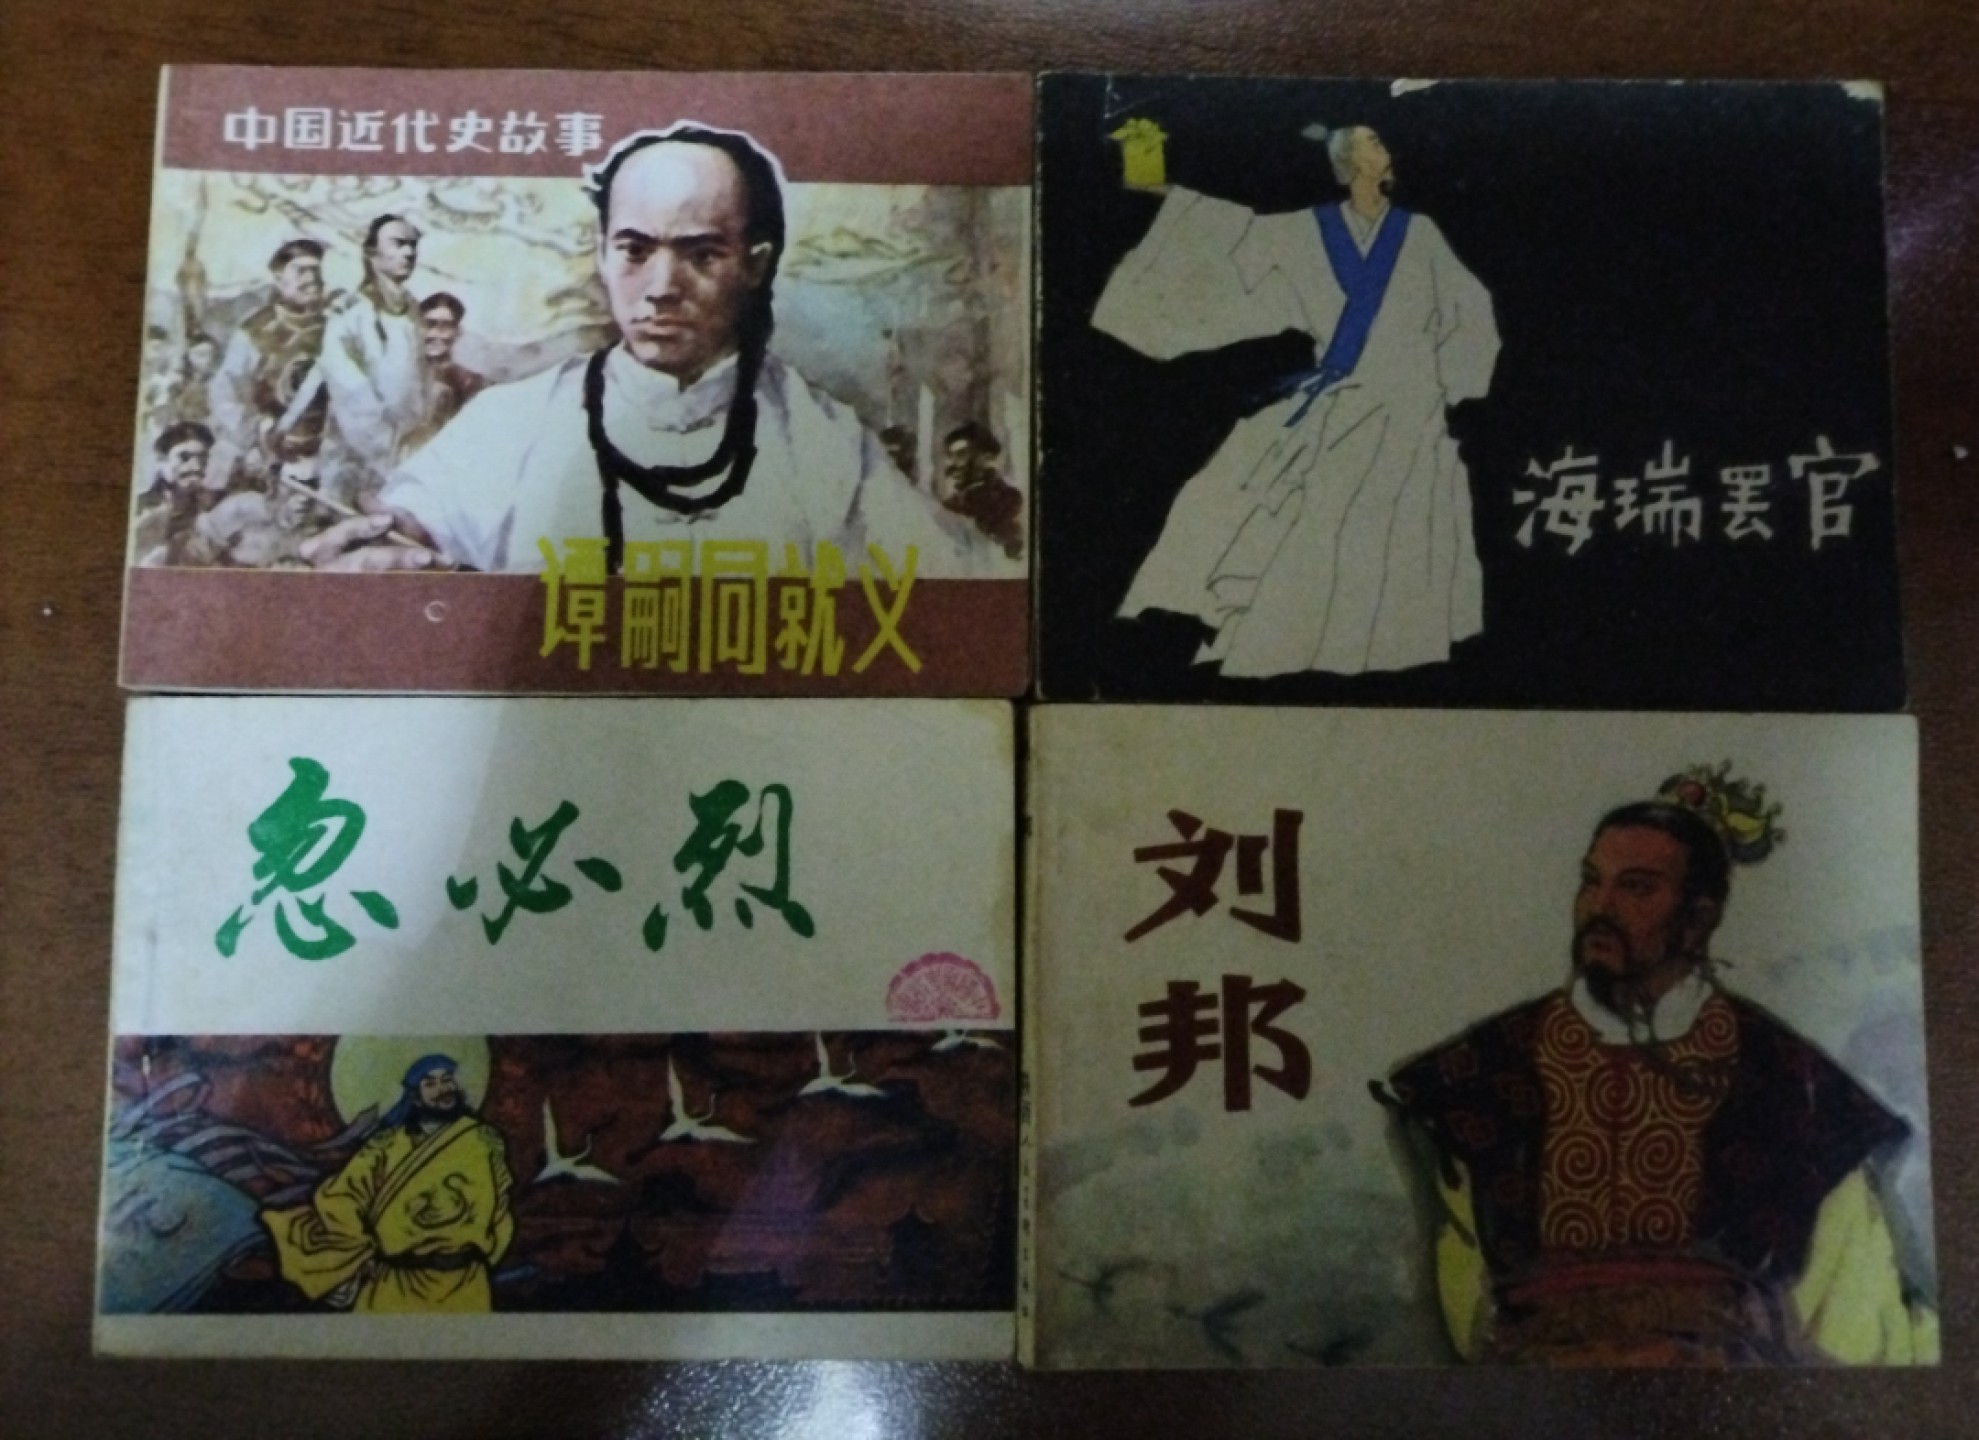 中国近代史故事
谭嗣同就义
海瑞罢官
忽必烈
刘邦